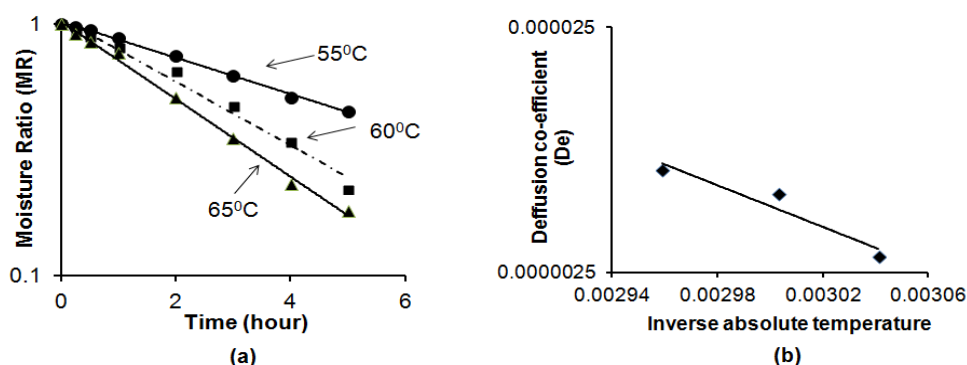 1
0.1
Moisture Ratio (MR)
55⁰C
60⁰C
65⁰C
0 2 4 6
Time (hour)
(a)
0.000025
0.0000025
Deffusion co-efficient
(De)
0.00294 0.00298 0.00302 0.00306
Inverse absolute temperature
(b)